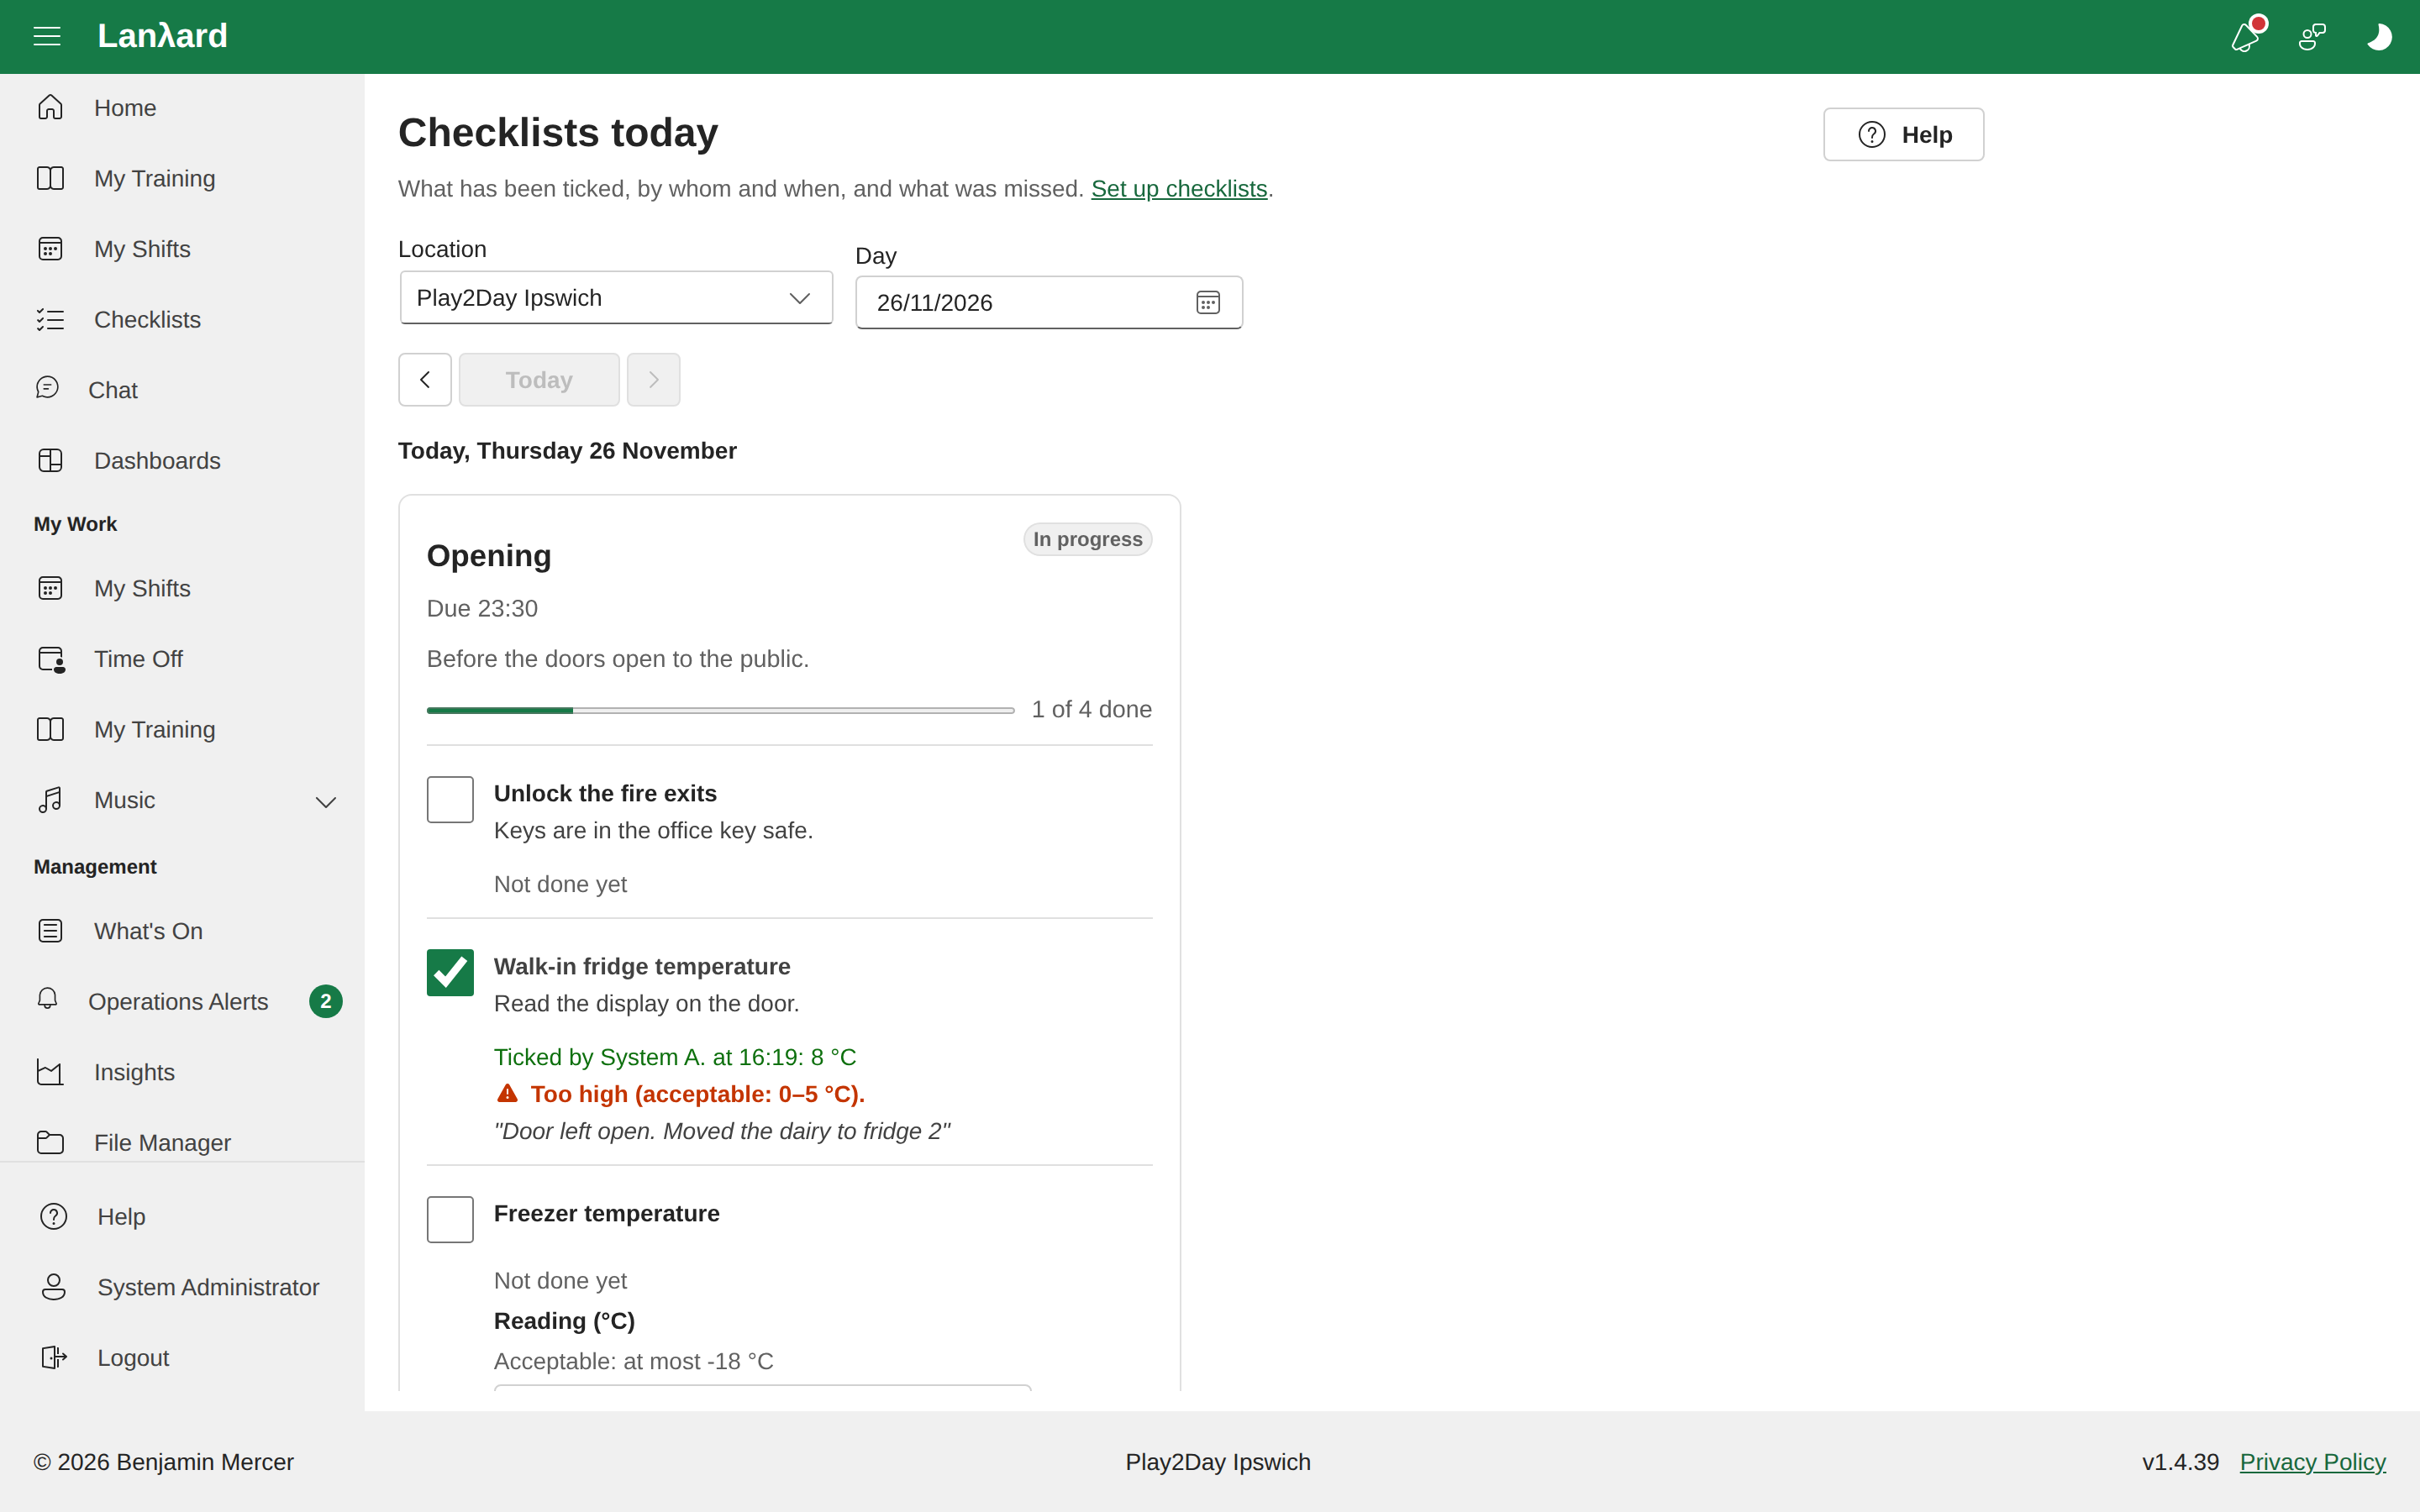 Lanλard
Home
My Training
My Shifts
Checklists
Chat
Dashboards
My Work
My Shifts
Time Off
My Training
Music
Management
What's On
Operations Alerts
2
Insights
File Manager
Help
System Administrator
Logout
Checklists today
Help
What has been ticked, by whom and when, and what was missed. Set up checklists.
Location
Day
Play2Day Ipswich
26/11/2026
Today
Today, Thursday 26 November
In progress
Opening
Due 23:30
Before the doors open to the public.
1 of 4 done
Unlock the fire exits
Keys are in the office key safe.
Not done yet
Walk-in fridge temperature
Read the display on the door.
Ticked by System A. at 16:19: 8 °C
Too high (acceptable: 0–5 °C).
"Door left open. Moved the dairy to fridge 2"
Freezer temperature
Not done yet
Reading (°C)
Acceptable: at most -18 °C
© 2026 Benjamin Mercer
Play2Day Ipswich
v1.4.39
Privacy Policy